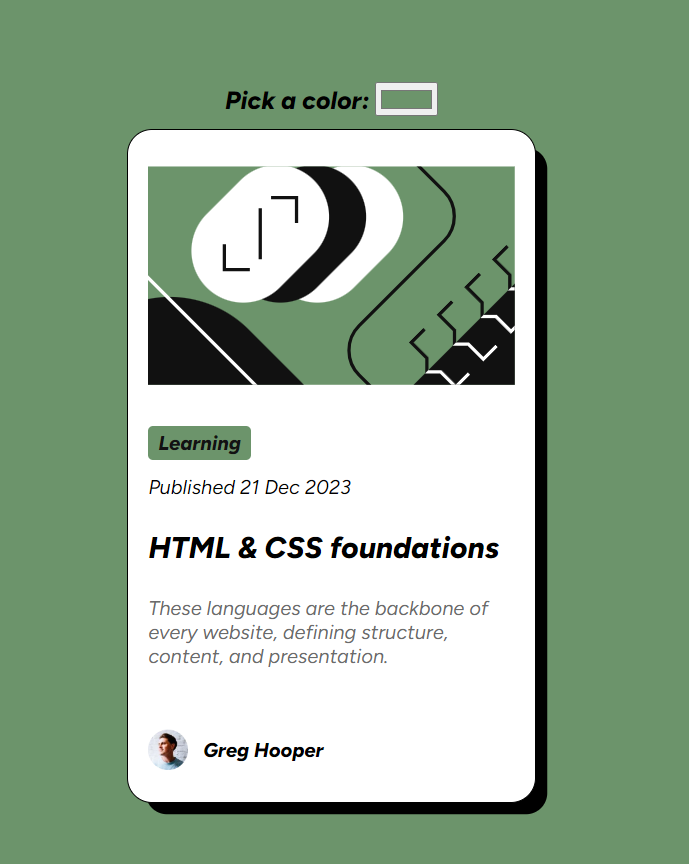 Pick a color:
Learning
Published 21 Dec 2023
HTML & CSS foundations
These languages are the backbone of
every website, defining structure,
content, and presentation.
Greg Hooper